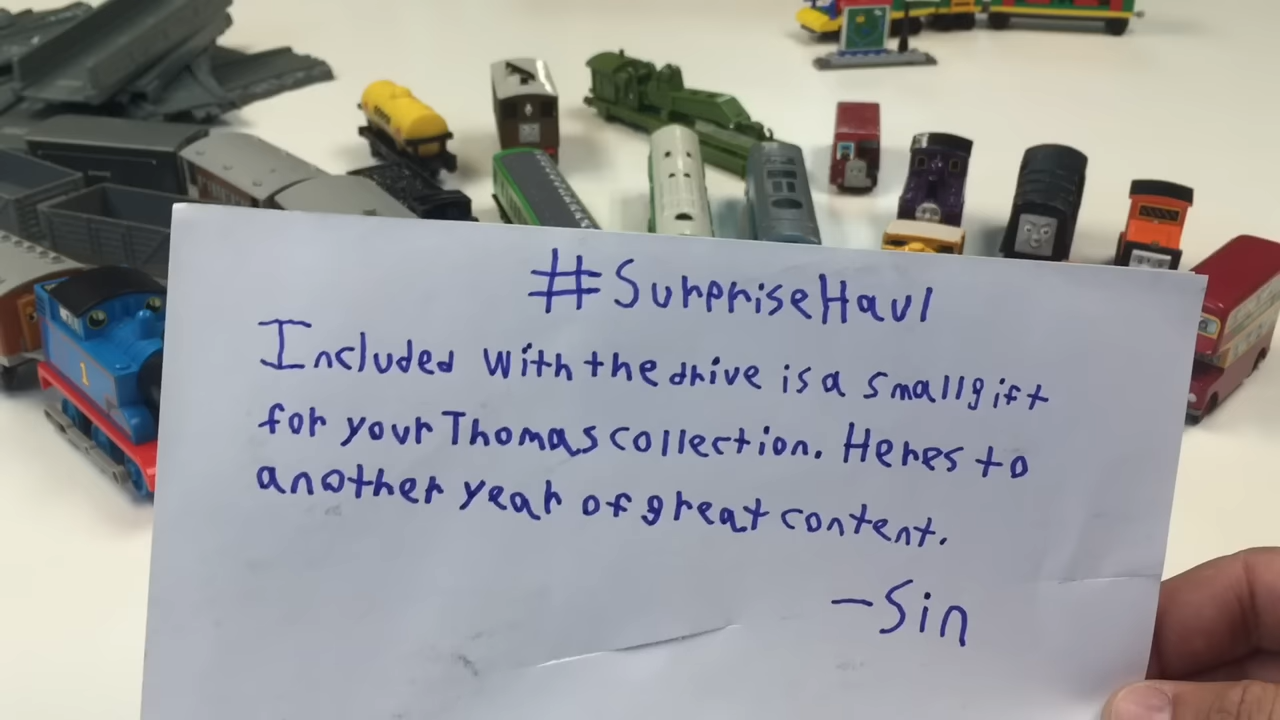 #SurpriseHaul
Included with the drive is a small gift
for your Thomas collection. Heres to
another year of great content.
-Sin
1